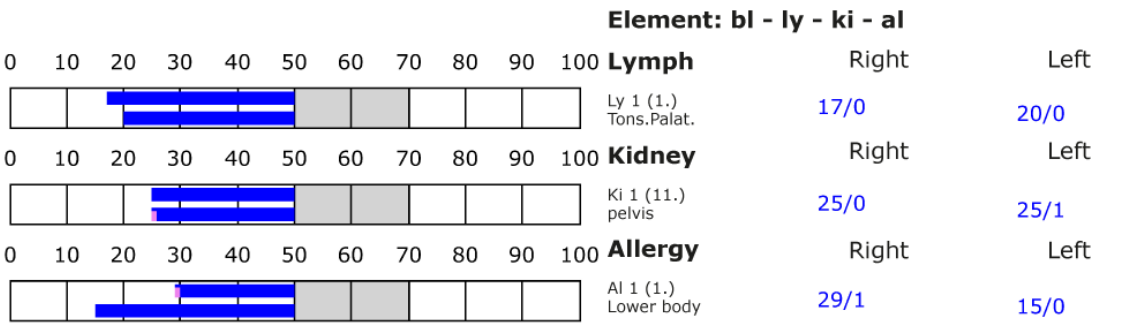 Element: bl - ly - ki - al
0 10 20 30 40 50 60 70 80 90 100 Lymph Right Left
Ly 1 (1.) 17/0 20/0
Tons.Palat.
0 10 20 30 40 50 60 70 80 90 100 Kidney Right Left
Ki 1 (11.) 25/0 25/1
pelvis
0 10 20 30 40 50 60 70 80 90 100 Allergy Right Left
Al 1 (1.) 29/1 15/0
Lower body